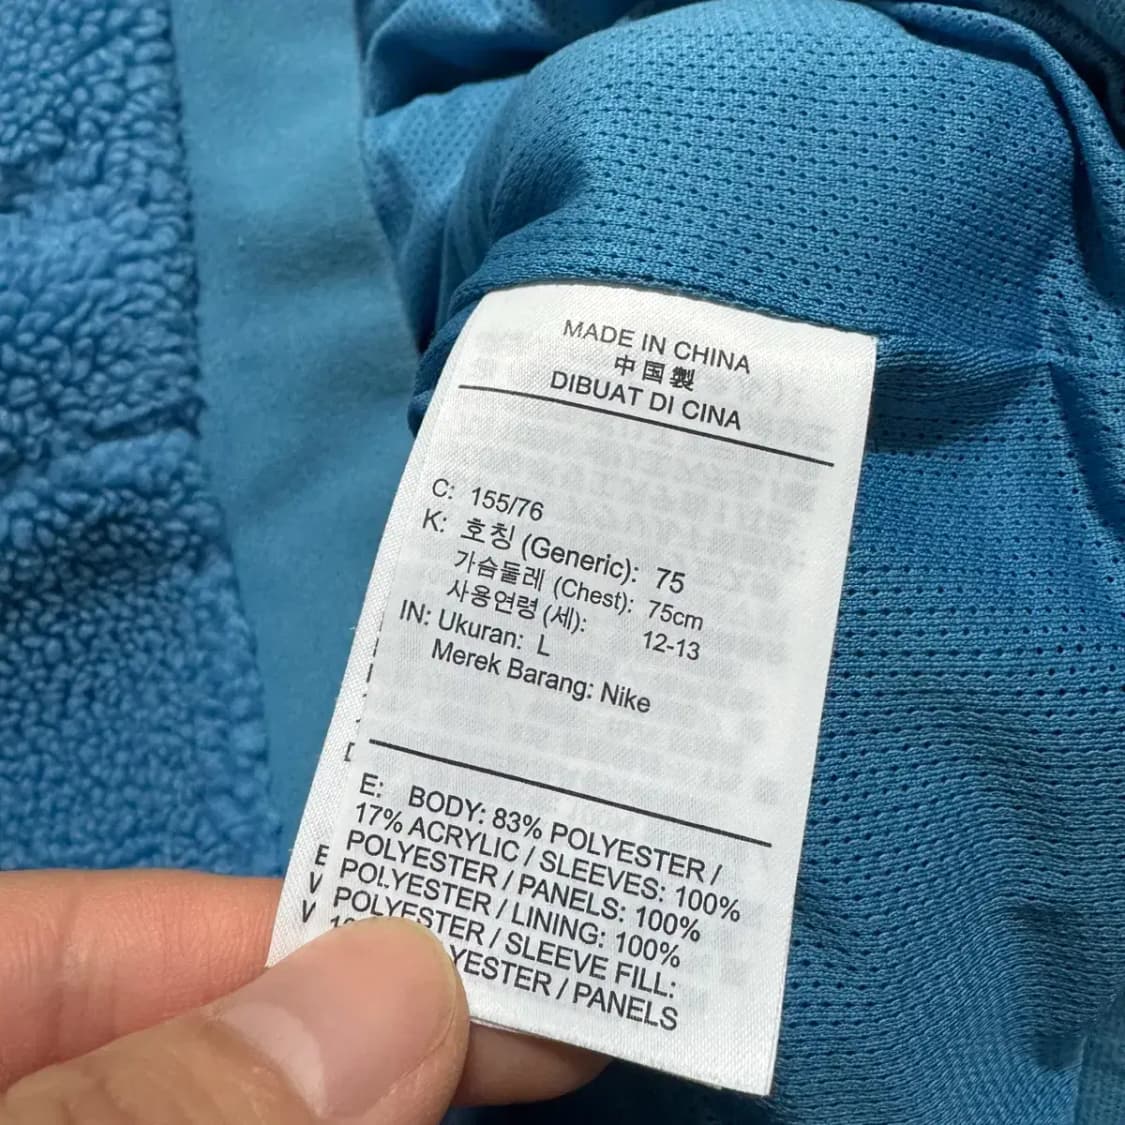 MADE IN CHINA
中国製
DIBUAT DI CINA
C: 155/76
K: 호칭 (Generic): 75
가슴둘레 (Chest): 75cm
사용연령 (세): 12-13
IN: Ukuran: L
Merek Barang: Nike
E: BODY: 83% POLYESTER /
17% ACRYLIC / SLEEVES: 100%
POLYESTER / PANELS: 100%
POLYESTER / LINING: 100%
POLYESTER / SLEEVE FILL:
YESTER / PANELS